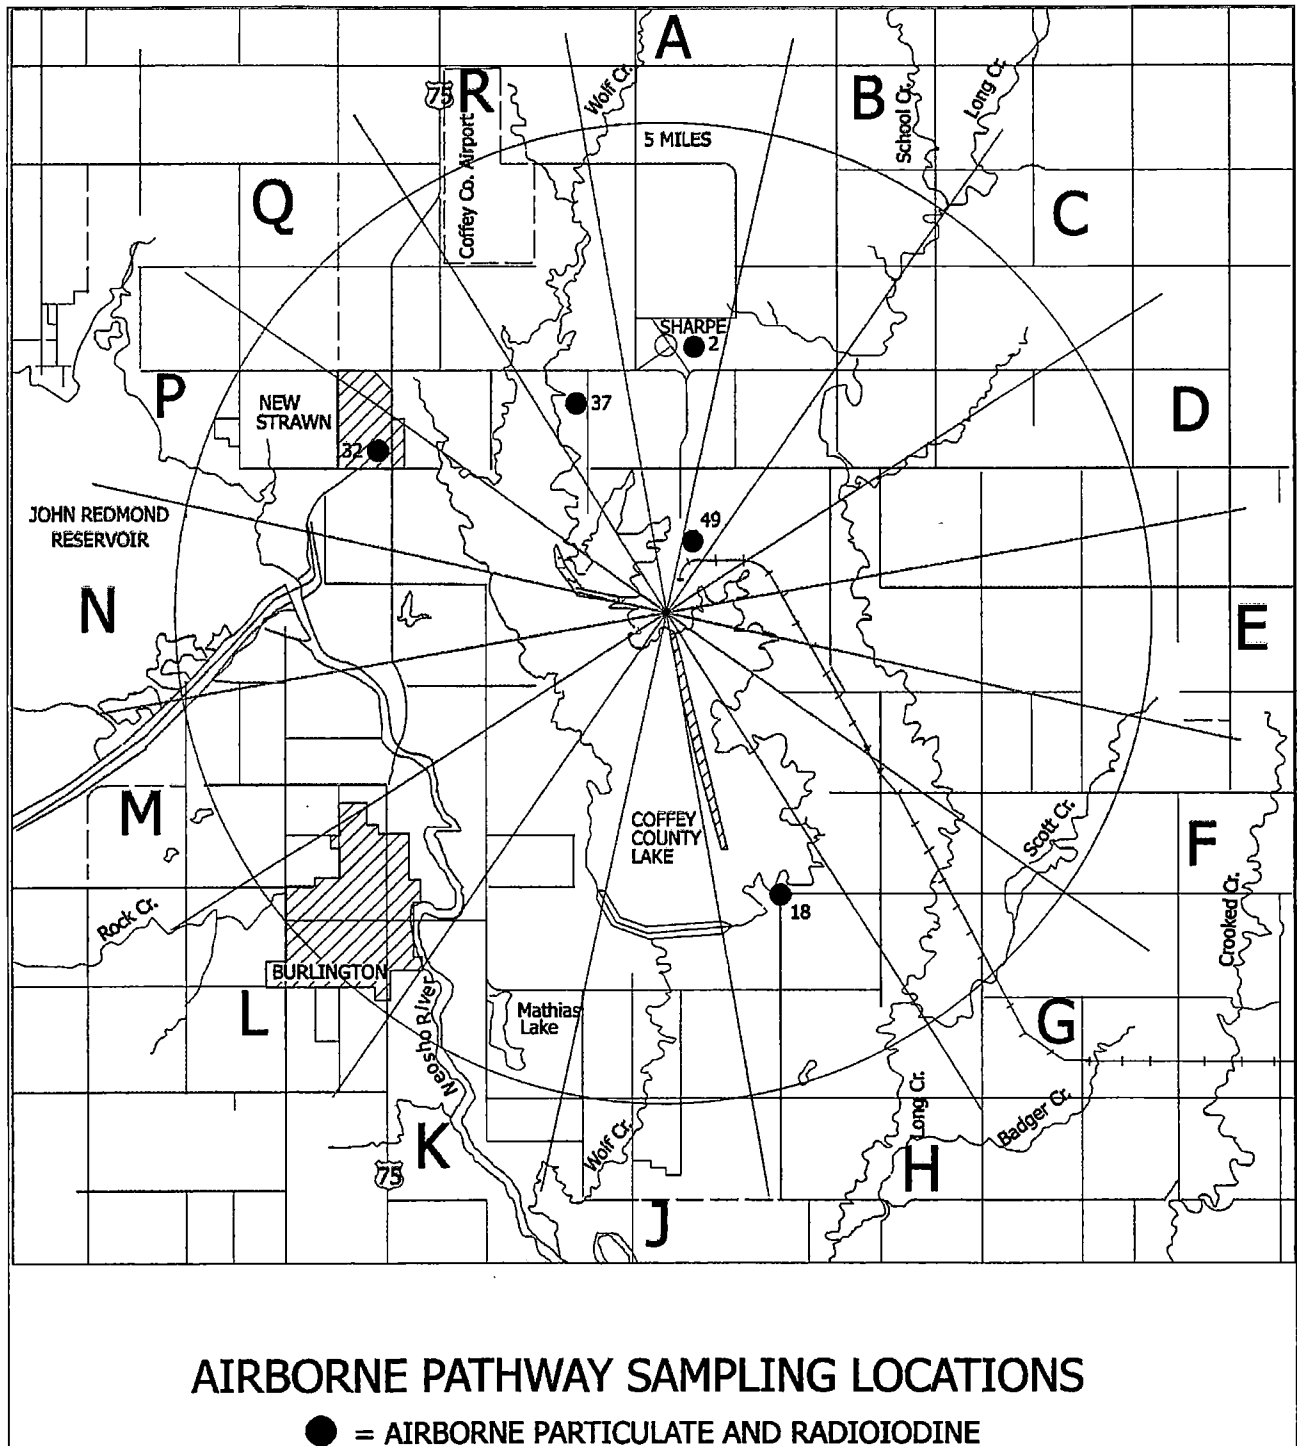 A
R
75
Coffey Co. Airport
Wolf Cr.
B
School Cr.
Long Cr.
5 MILES
Q
C
SHARPE
2
P
NEW
STRAWN
37
D
32
JOHN REDMOND
RESERVOIR
49
N
E
M
COFFEY
COUNTY
LAKE
Scott Cr.
F
Rock Cr.
18
Crooked Cr.
BURLINGTON
L
Neosho River
Mathias
Lake
G
Long Cr.
Badger Cr.
K
Wolf Cr.
H
75
J
AIRBORNE PATHWAY SAMPLING LOCATIONS
= AIRBORNE PARTICULATE AND RADIOIODINE